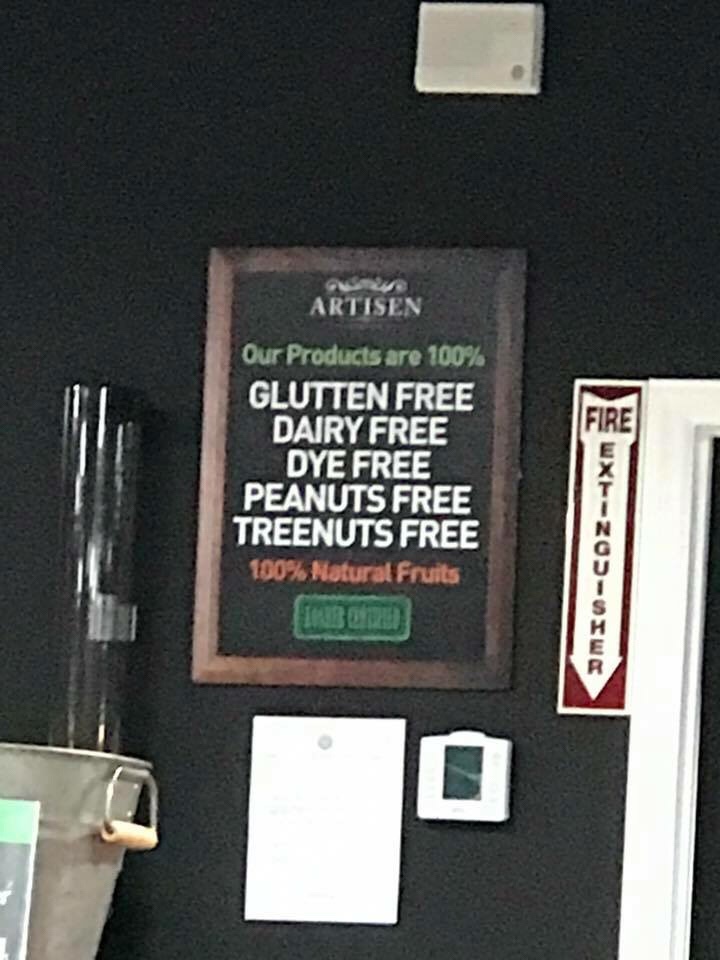 ARTISEN
Our Products are 100%
GLUTTEN FREE
DAIRY FREE
DYE FREE
PEANUTS FREE
TREENUTS FREE
100% Natural Fruits
FIRE
EXTINGUISHER